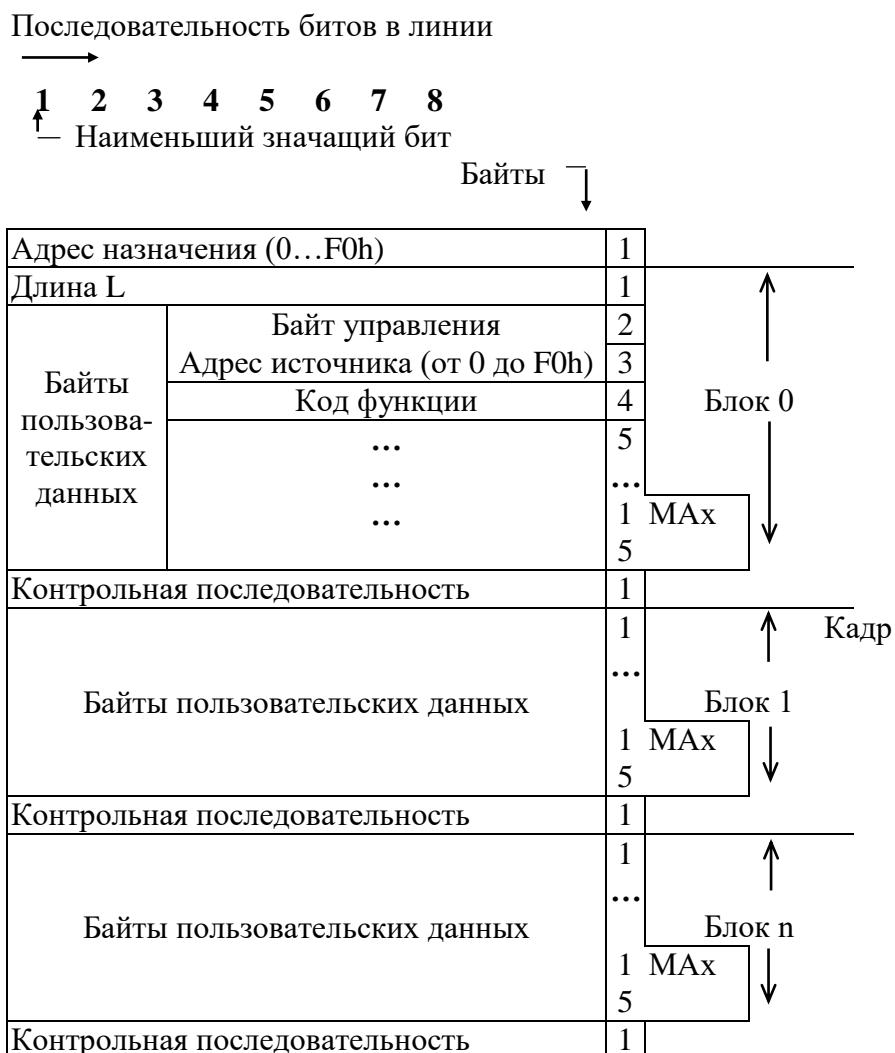 Последовательность битов в линии
1 2 3 4 5 6 7 8
Наименьший значащий бит
Байты
Адрес назначения (0…F0h) 1
Длина L 1
Байты пользова-тельских данных
Байт управления 2
Адрес источника (от 0 до F0h) 3
Код функции 4
Блок 0
… 5
… …
… 1 MAx
5
Контрольная последовательность 1
1 Кадр
…
Байты пользовательских данных Блок 1
1 MAx
5
Контрольная последовательность 1
1
…
Байты пользовательских данных Блок n
1 MAx
5
Контрольная последовательность 1